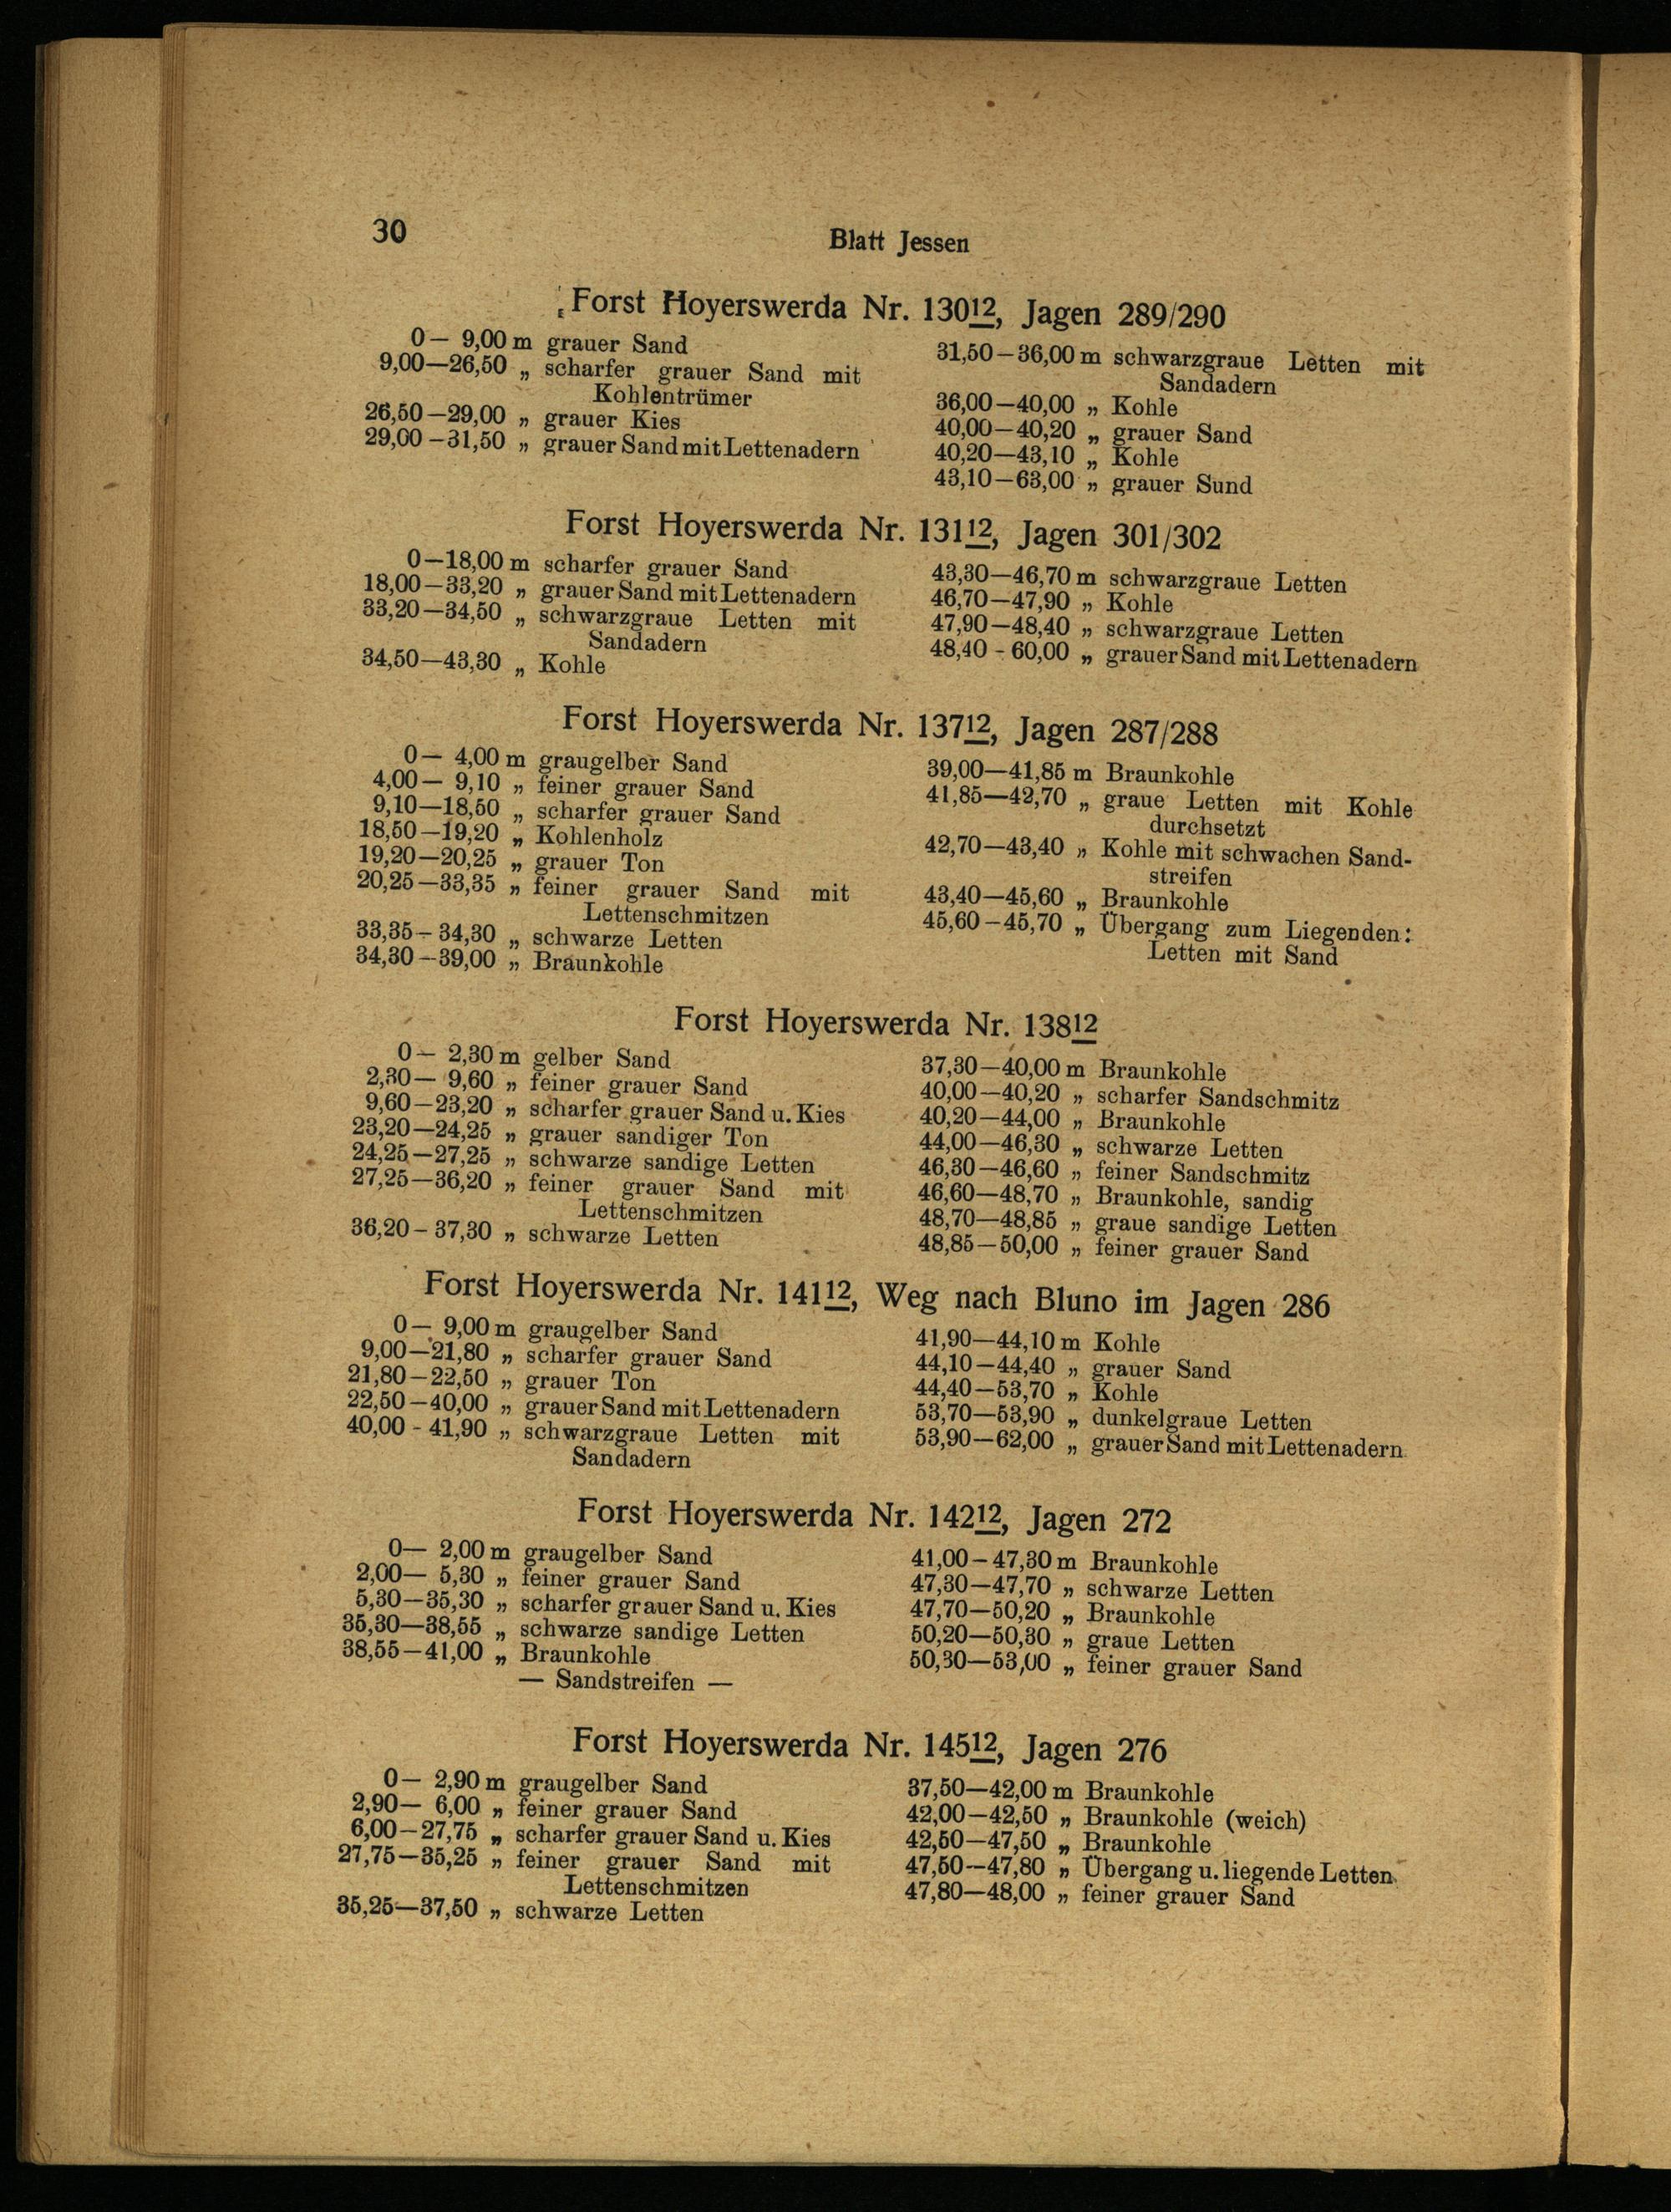 30
Blatt Jessen
Forst Hoyerswerda Nr. 13012, Jagen 289/290
0— 9,00 m grauer Sand
9,00—26,50 „ scharfer grauer Sand mit
Kohlentrümer
26,50—29,00 „ grauer Kies
29,00—31,50 „ grauer Sand mit Lettenadern
31,50—36,00 m schwarzgraue Letten mit
Sandadern
36,00—40,00 „ Kohle
40,00—40,20 „ grauer Sand
40,20—43,10 „ Kohle
43,10—63,00 „ grauer Sund
Forst Hoyerswerda Nr. 13112, Jagen 301/302
0—18,00 m scharfer grauer Sand
18,00—33,20 „ grauer Sand mit Lettenadern
33,20—34,50 „ schwarzgraue Letten mit
Sandadern
34,50—43,30 „ Kohle
43,30—46,70 m schwarzgraue Letten
46,70—47,90 „ Kohle
47,90—48,40 „ schwarzgraue Letten
48,40 - 60,00 „ grauer Sand mit Lettenadern
Forst Hoyerswerda Nr. 13712, Jagen 287/288
0— 4,00 m graugelber Sand
4,00— 9,10 „ feiner grauer Sand
9,10—18,50 „ scharfer grauer Sand
18,50—19,20 „ Kohlenholz
19,20—20,25 „ grauer Ton
20,25—33,35 „ feiner grauer Sand mit
Lettenschmitzen
33,35—34,30 „ schwarze Letten
34,30—39,00 „ Braunkohle
39,00—41,85 m Braunkohle
41,85—42,70 „ graue Letten mit Kohle
durchsetzt
42,70—43,40 „ Kohle mit schwachen Sand-
streifen
43,40—45,60 „ Braunkohle
45,60—45,70 „ Übergang zum Liegenden:
Letten mit Sand
Forst Hoyerswerda Nr. 13812
0— 2,30 m gelber Sand
2,30— 9,60 „ feiner grauer Sand
9,60—23,20 „ scharfer grauer Sand u. Kies
23,20—24,25 „ grauer sandiger Ton
24,25—27,25 „ schwarze sandige Letten
27,25—36,20 „ feiner grauer Sand mit
Lettenschmitzen
36,20—37,30 „ schwarze Letten
37,30—40,00 m Braunkohle
40,00—40,20 „ scharfer Sandschmitz
40,20—44,00 „ Braunkohle
44,00—46,30 „ schwarze Letten
46,30—46,60 „ feiner Sandschmitz
46,60—48,70 „ Braunkohle, sandig
48,70—48,85 „ graue sandige Letten
48,85—50,00 „ feiner grauer Sand
Forst Hoyerswerda Nr. 14112, Weg nach Bluno im Jagen 286
0— 9,00 m graugelber Sand
9,00—21,80 „ scharfer grauer Sand
21,80—22,50 „ grauer Ton
22,50—40,00 „ grauer Sand mit Lettenadern
40,00 - 41,90 „ schwarzgraue Letten mit
Sandadern
41,90—44,10 m Kohle
44,10—44,40 „ grauer Sand
44,40—53,70 „ Kohle
53,70—53,90 „ dunkelgraue Letten
53,90—62,00 „ grauer Sand mit Lettenadern
Forst Hoyerswerda Nr. 14212, Jagen 272
0— 2,00 m graugelber Sand
2,00— 5,30 „ feiner grauer Sand
5,30—35,30 „ scharfer grauer Sand u. Kies
35,30—38,55 „ schwarze sandige Letten
38,55—41,00 „ Braunkohle
— Sandstreifen —
41,00—47,30 m Braunkohle
47,30—47,70 „ schwarze Letten
47,70—50,20 „ Braunkohle
50,20—50,30 „ graue Letten
50,30—53,00 „ feiner grauer Sand
Forst Hoyerswerda Nr. 14512, Jagen 276
0— 2,90 m graugelber Sand
2,90— 6,00 „ feiner grauer Sand
6,00—27,75 „ scharfer grauer Sand u. Kies
27,75—35,25 „ feiner grauer Sand mit
Lettenschmitzen
35,25—37,50 „ schwarze Letten
37,50—42,00 m Braunkohle
42,00—42,50 „ Braunkohle (weich)
42,50—47,50 „ Braunkohle
47,50—47,80 „ Übergang u. liegende Letten
47,80—48,00 „ feiner grauer Sand